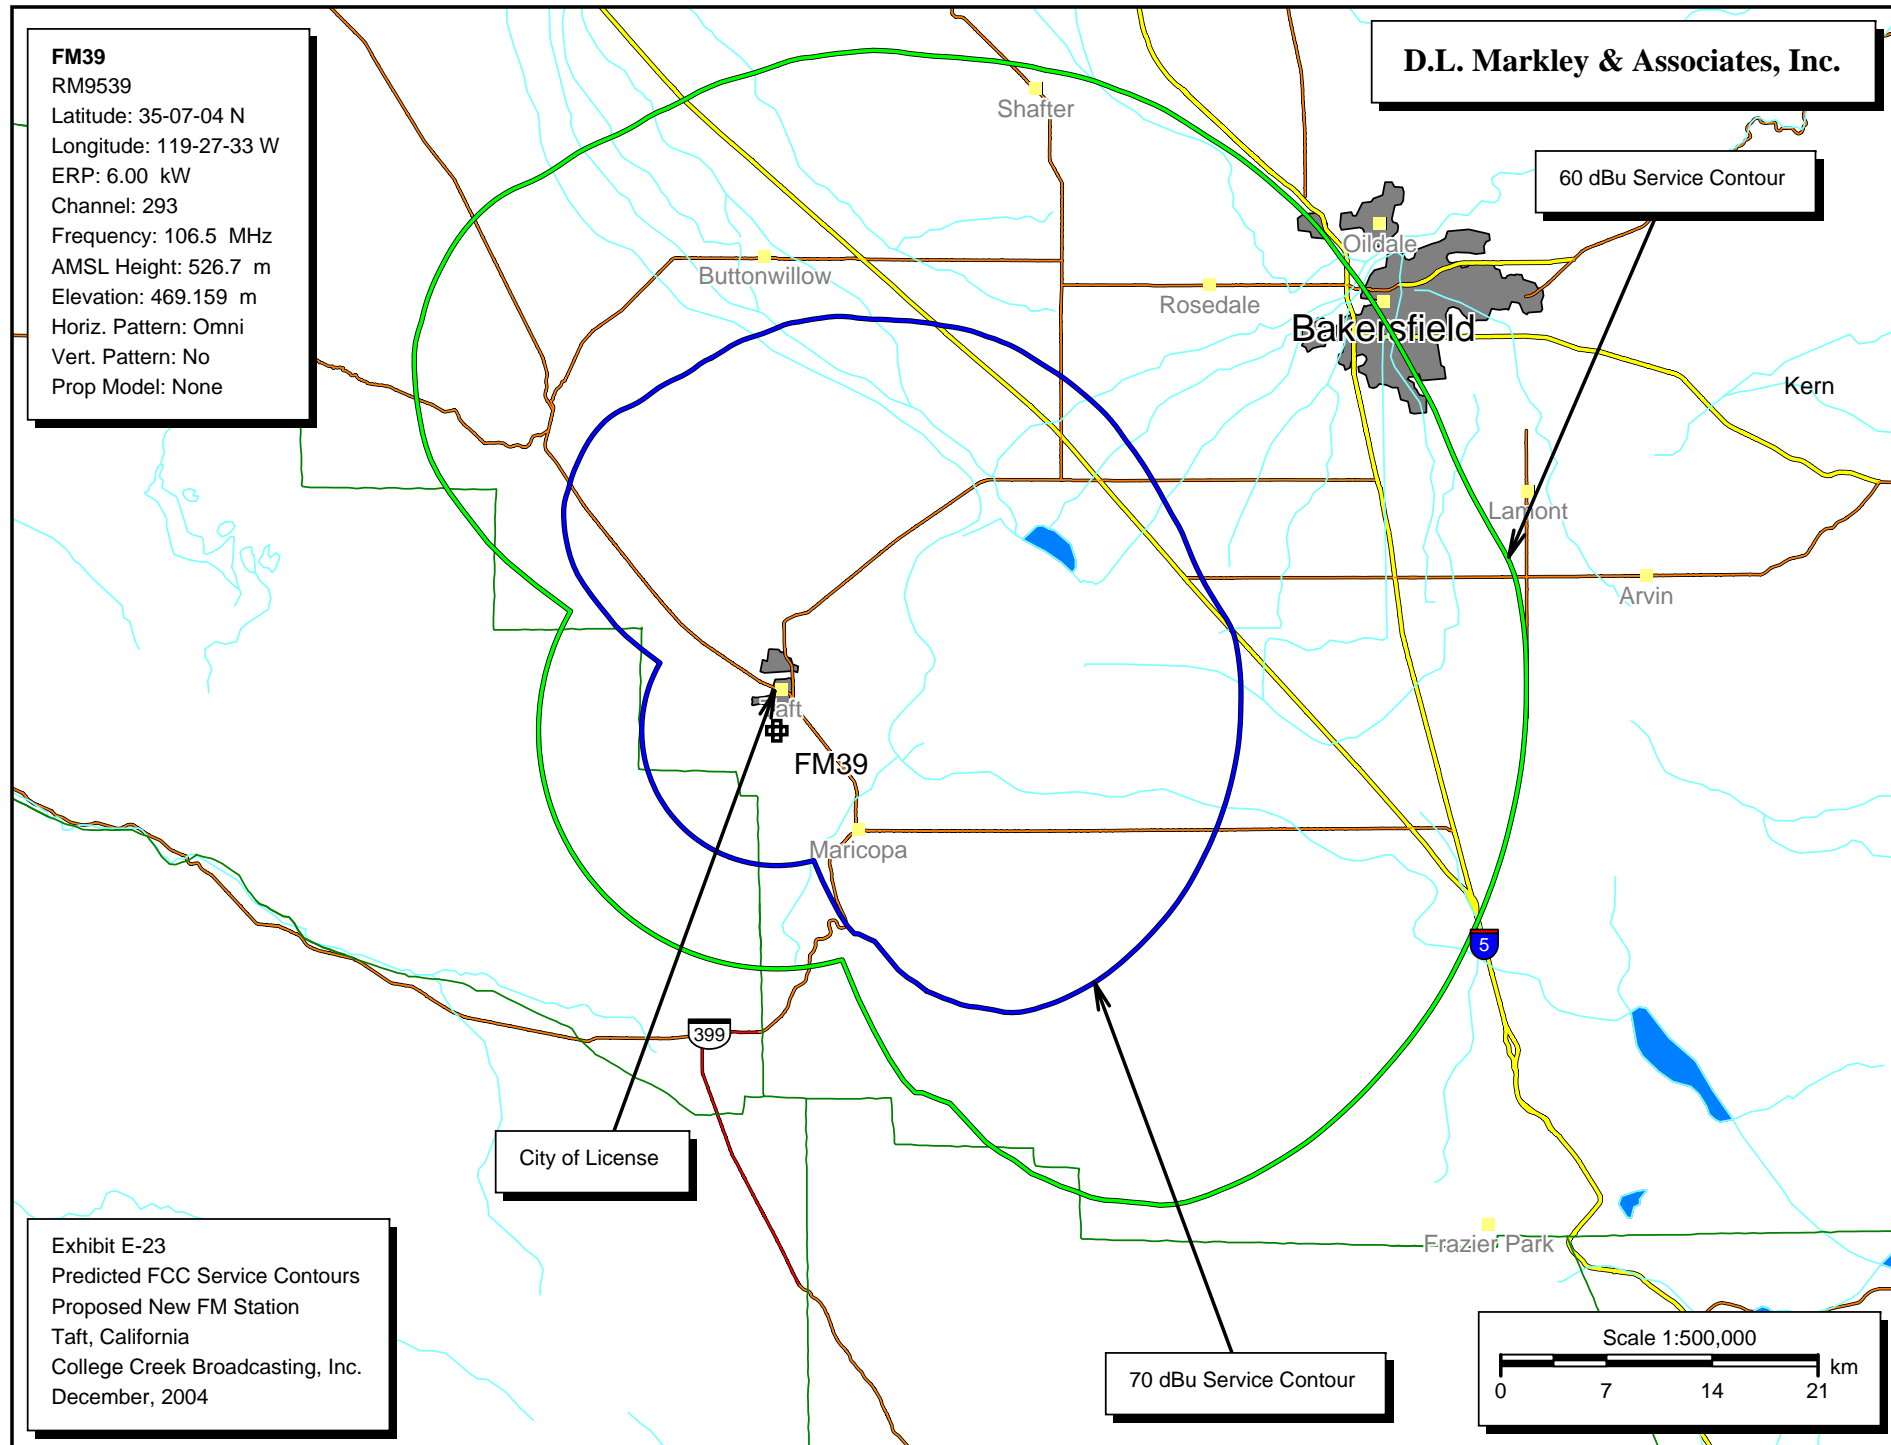 FM39
RM9539
Latitude: 35-07-04 N
Longitude: 119-27-33 W
ERP: 6.00 kW
Channel: 293
Frequency: 106.5 MHz
AMSL Height: 526.7 m
Elevation: 469.159 m
Horiz. Pattern: Omni
Vert. Pattern: No
Prop Model: None
D.L. Markley & Associates, Inc.
Shafter
60 dBu Service Contour
Oildale
Buttonwillow
Rosedale
Bakersfield
Kern
Lamont
Arvin
Taft
FM39
Maricopa
5
399
City of License
Frazier Park
Exhibit E-23
Predicted FCC Service Contours
Proposed New FM Station
Taft, California
College Creek Broadcasting, Inc.
December, 2004
70 dBu Service Contour
Scale 1:500,000
km
0 7 14 21